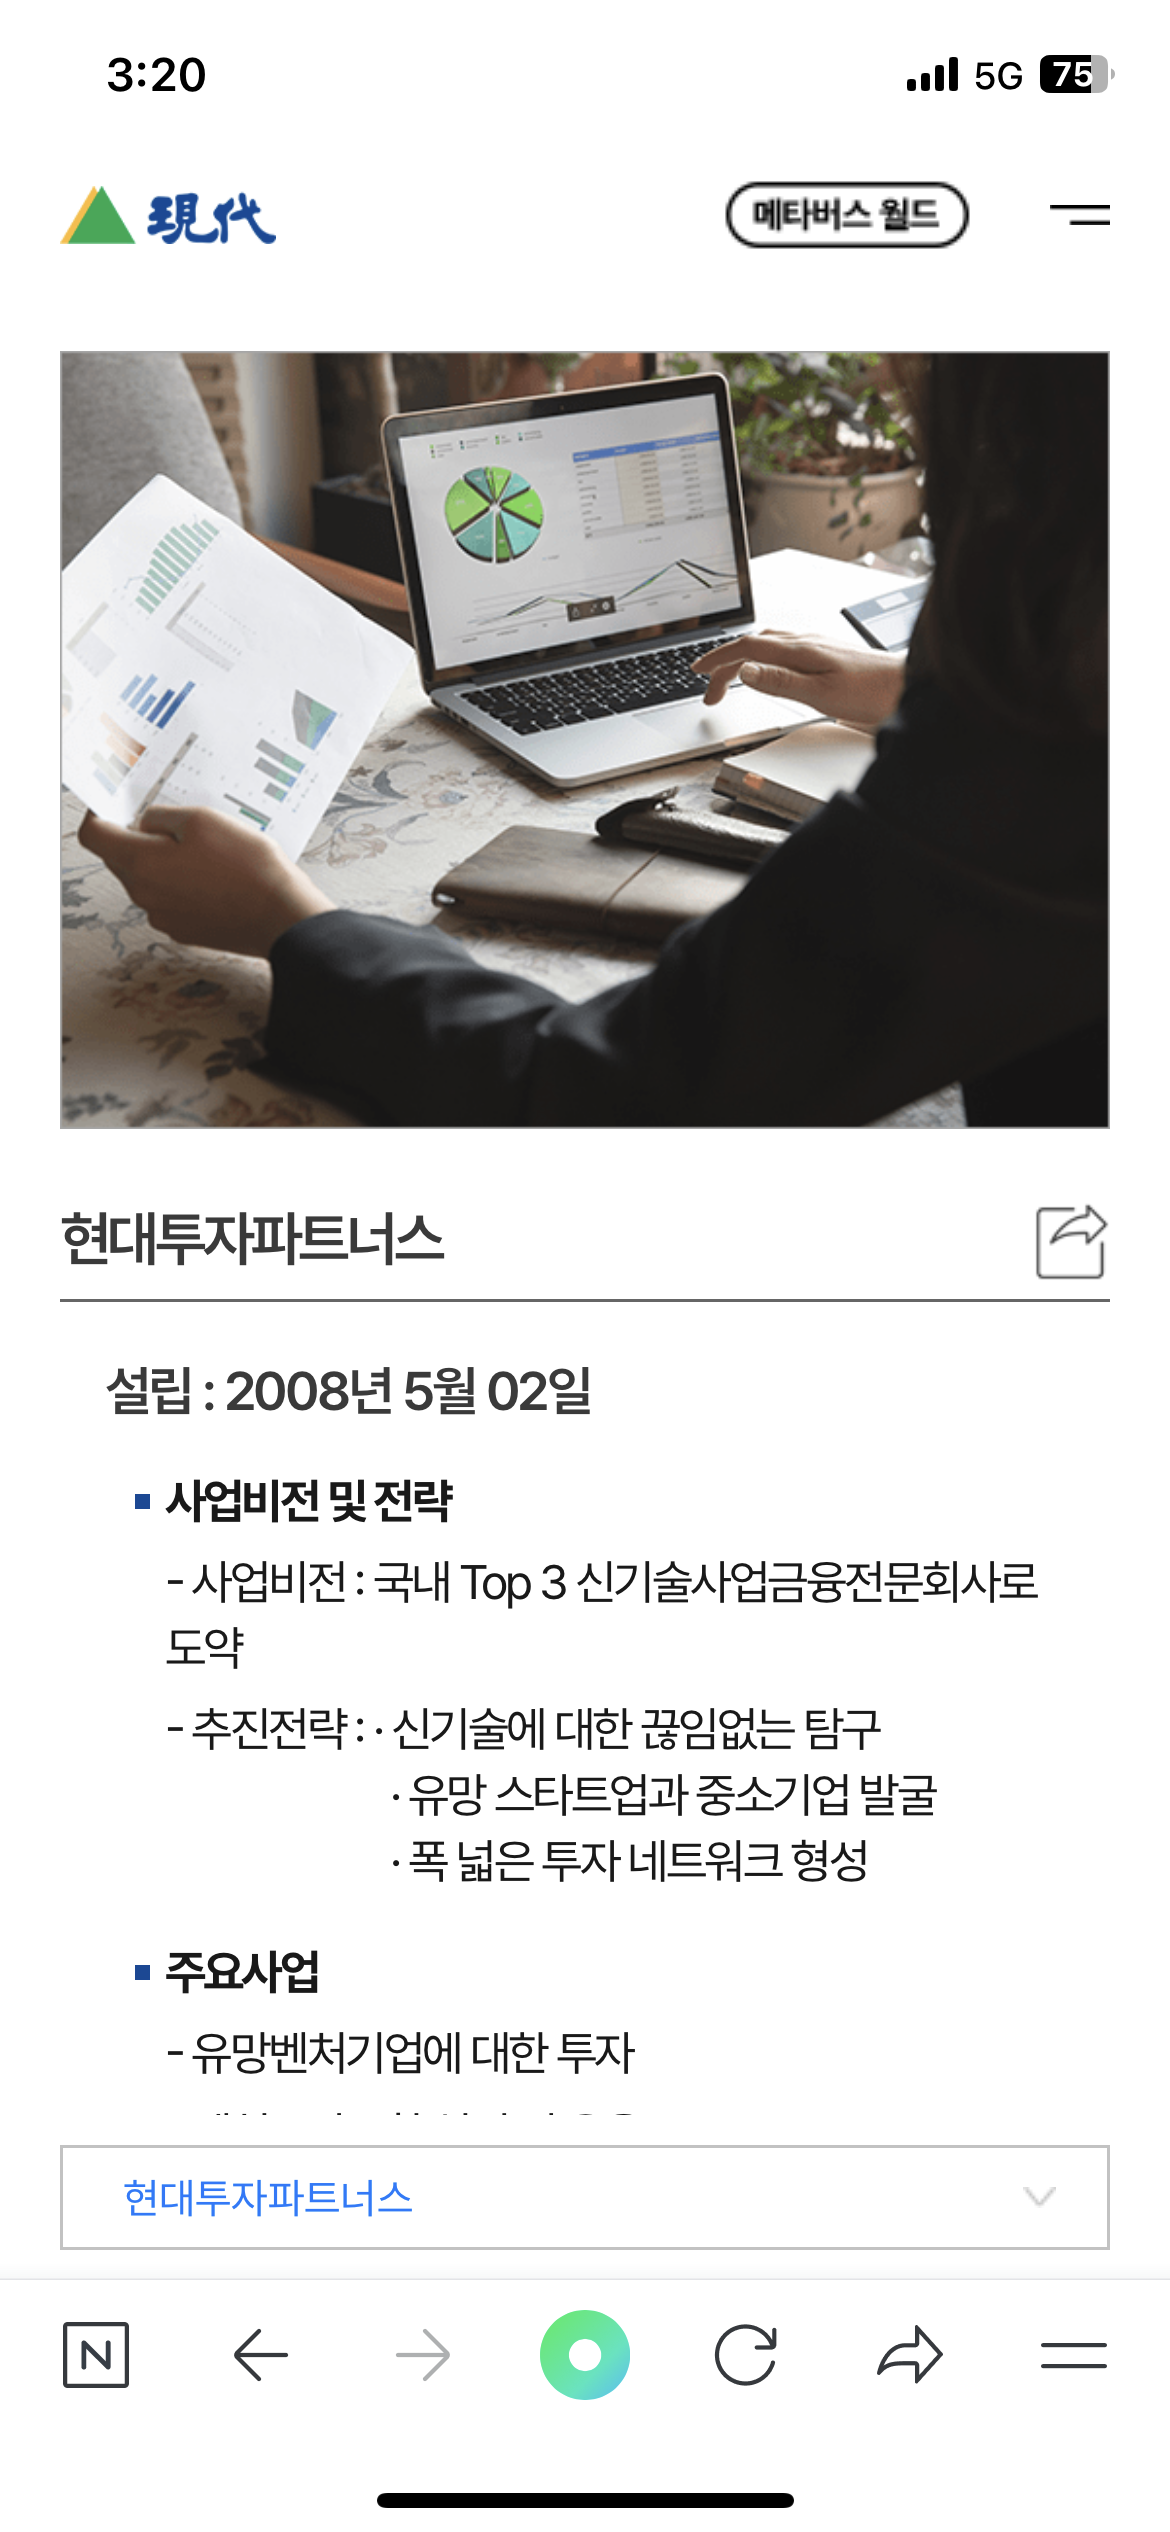 3:20
5G
75
現代
메타버스 월드
현대투자파트너스
설립 : 2008년 5월 02일
사업비전 및 전략
- 사업비전 : 국내 Top 3 신기술사업금융전문회사로
도약
- 추진전략 : · 신기술에 대한 끊임없는 탐구
· 유망 스타트업과 중소기업 발굴
· 폭 넓은 투자 네트워크 형성
주요사업
- 유망벤처기업에 대한 투자
현대투자파트너스
N